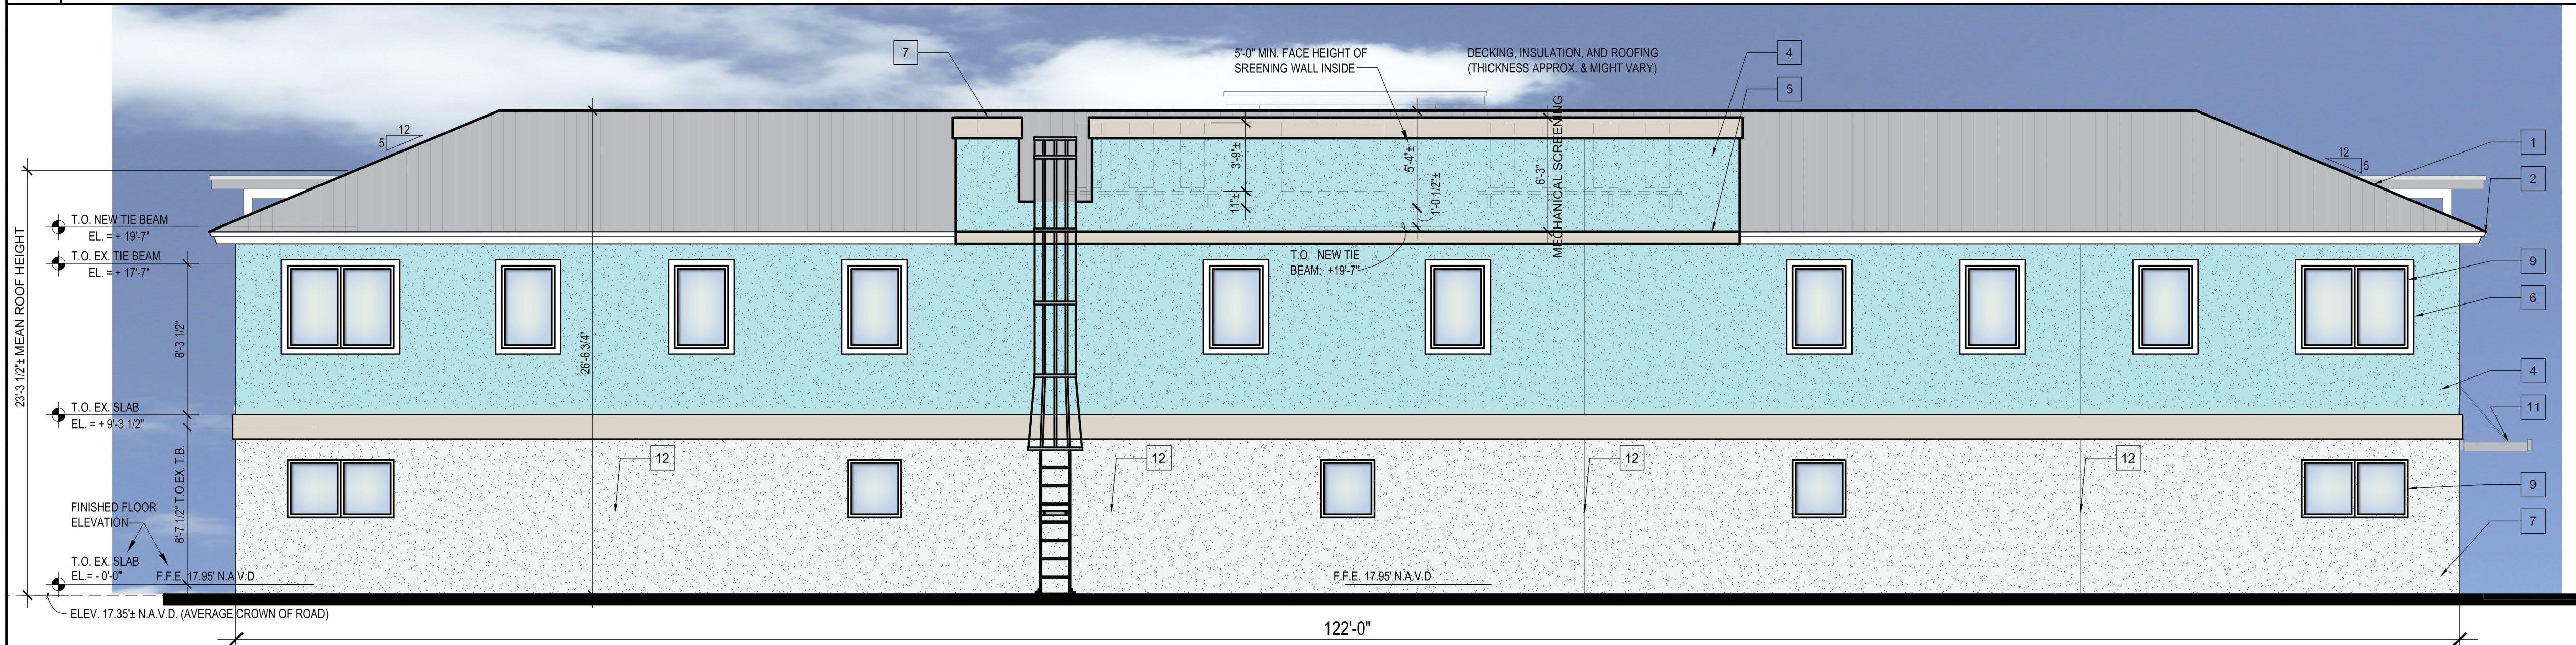 7
5'-0" MIN. FACE HEIGHT OF
SREENING WALL INSIDE
DECKING, INSULATION, AND ROOFING
(THICKNESS APPROX. & MIGHT VARY)
4
5
12
5
12
5
1
2
MECHANICAL SCREENING
3'-9"±
11"±
5'-4"±
1'-0 1/2"±
6'-3"
T.O. NEW TIE
BEAM: +19'-7"
T.O. NEW TIE BEAM
EL. = + 19'-7"
T.O. EX. TIE BEAM
EL. = + 17'-7"
23'-3 1/2"± MEAN ROOF HEIGHT
8'-3 1/2"
26'-6 3/4"
9
6
4
11
T.O. EX. SLAB
EL. = + 9'-3 1/2"
8'-7 1/2" T.O.EX. T.B.
12
12
12
12
9
7
FINISHED FLOOR
ELEVATION
T.O. EX. SLAB
EL.= - 0'-0"
F.F.E. 17.95' N.A.V.D
F.F.E. 17.95' N.A.V.D
ELEV. 17.35'± N.A.V.D. (AVERAGE CROWN OF ROAD)
122'-0"